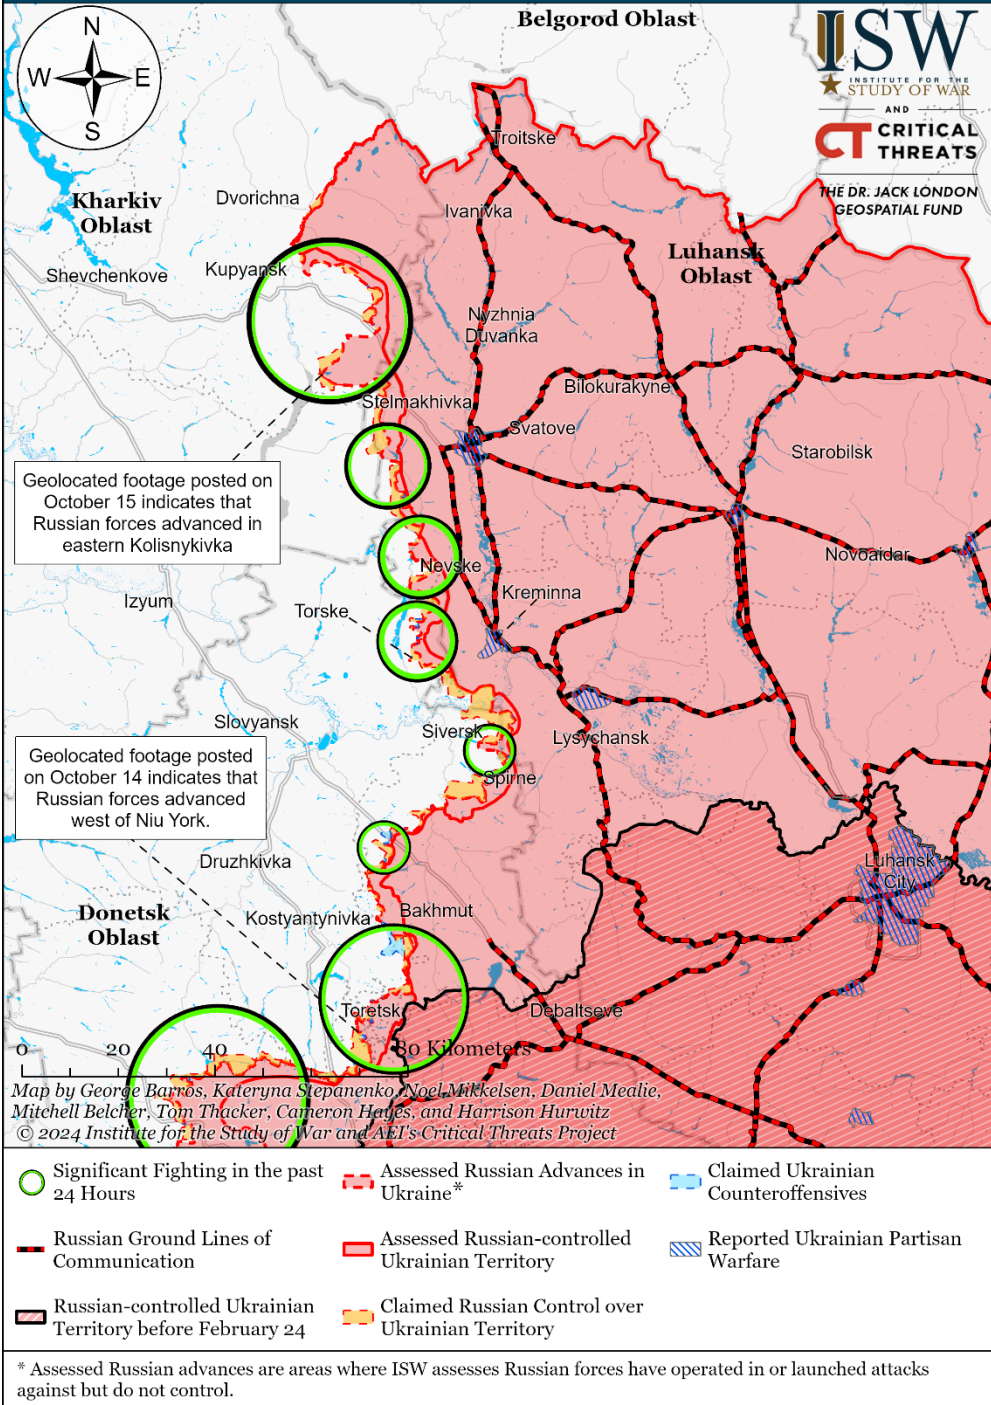 Belgorod Oblast
N
W E
S
ISW
INSTITUTE FOR THE
STUDY OF WAR
AND
CT CRITICAL
THREATS
THE DR. JACK LONDON
GEOSPATIAL FUND
Troitske
Dvorichna
Kharkiv
Oblast
Ivanivka
Luhansk
Oblast
Shevchenkove
Kupyansk
Nyzhnia
Duvanka
Bilokurakyne
Stelmakhivka
Svatove
Starobilsk
Geolocated footage posted on
October 15 indicates that
Russian forces advanced in
eastern Kolisnykivka
Novoaidar
Nevske
Kreminna
Izyum
Torske
Slovyansk
Siversk
Lysychansk
Geolocated footage posted
on October 14 indicates that
Russian forces advanced
west of Niu York.
Spirne
Druzhkivka
Luhansk
City
Donetsk
Oblast
Kostyantynivka
Bakhmut
Toretsk
Debaltseve
0 20 40 80 Kilometers
Map by George Barros, Kateryna Stepanenko, Noel Mikkelsen, Daniel Mealie,
Mitchell Belcher, Tom Thacker, Cameron Hayes, and Harrison Hurwitz
© 2024 Institute for the Study of War and AEI's Critical Threats Project
Significant Fighting in the past
24 Hours
Assessed Russian Advances in
Ukraine*
Claimed Ukrainian
Counteroffensives
Russian Ground Lines of
Communication
Assessed Russian-controlled
Ukrainian Territory
Reported Ukrainian Partisan
Warfare
Russian-controlled Ukrainian
Territory before February 24
Claimed Russian Control over
Ukrainian Territory
* Assessed Russian advances are areas where ISW assesses Russian forces have operated in or launched attacks
against but do not control.